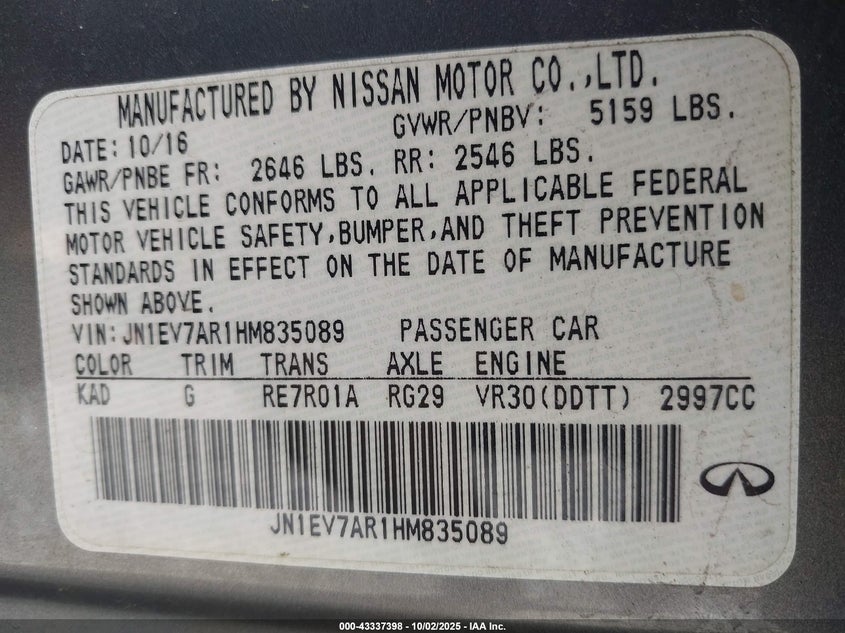 MANUFACTURED BY NISSAN MOTOR CO.,LTD.
DATE: 10/16 GVWR/PNBV: 5159 LBS.
GAWR/PNBE FR: 2646 LBS. RR: 2546 LBS.
THIS VEHICLE CONFORMS TO ALL APPLICABLE FEDERAL
MOTOR VEHICLE SAFETY,BUMPER,AND THEFT PREVENTION
STANDARDS IN EFFECT ON THE DATE OF MANUFACTURE
SHOWN ABOVE.
VIN:JN1EV7AR1HM835089 PASSENGER CAR
COLOR TRIM TRANS AXLE ENGINE
KAD G RE7R01A RG29 VR30(DDTT) 2997CC
JN1EV7AR1HM835089
000-43337398 - 10/02/2025 - IAA Inc.